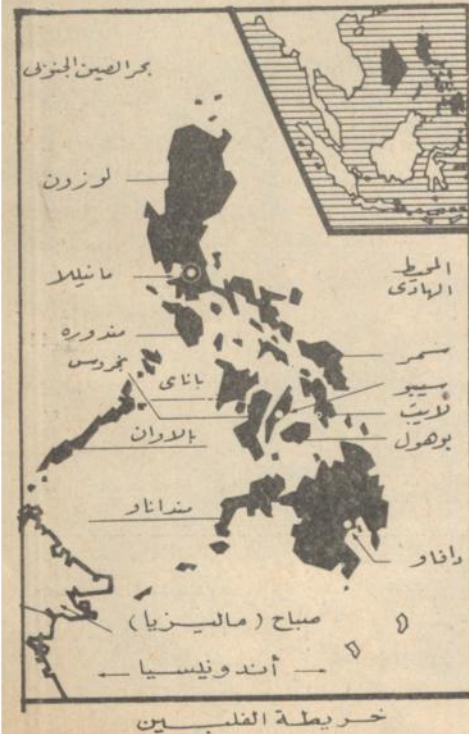 بحر الصين الجنوبى
لوزون
المحيط
الهادى
مانيللا
مندوره
نجروس
سمر
باناى
سيبو
لايت
بالاوان
بوهول
منداناو
دافاو
صباح (ماليزيا)
أندونيسيا
خريطة الفلبين